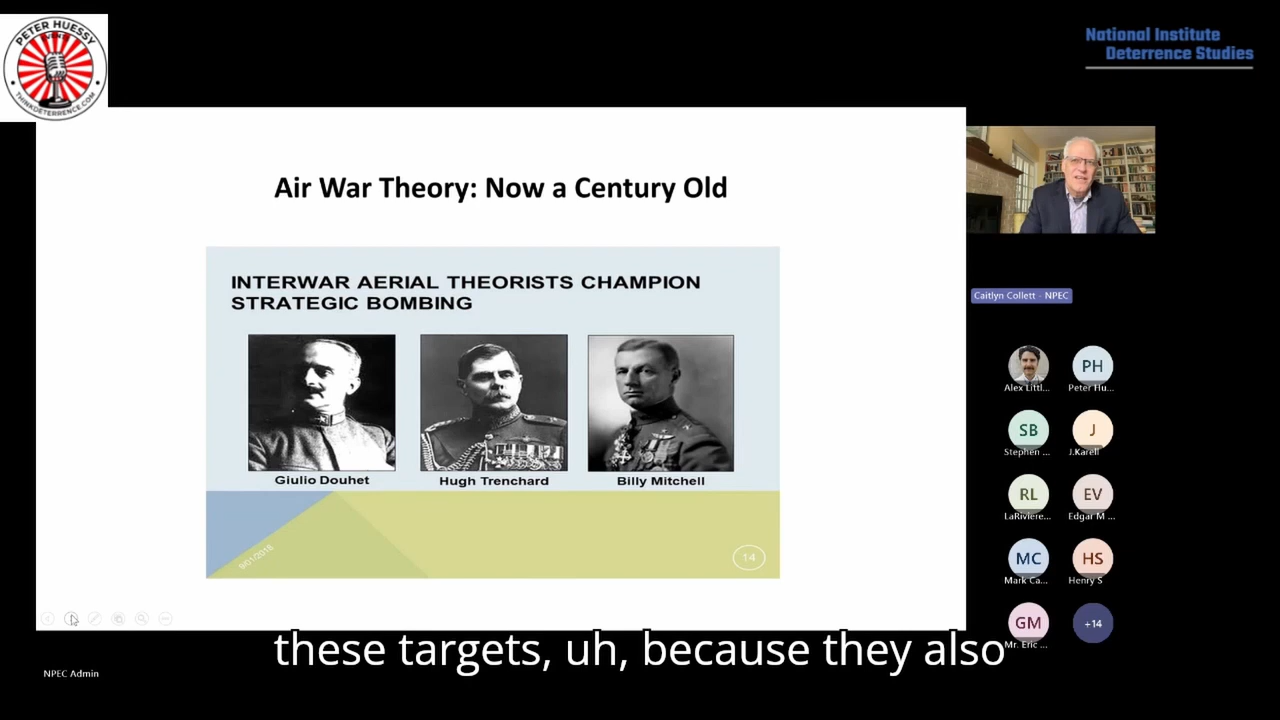 PETER HUESSY
THINKDETERRENCE.COM
National Institute
Deterrence Studies
Air War Theory: Now a Century Old
INTERWAR AERIAL THEORISTS CHAMPION
STRATEGIC BOMBING
Giulio Douhet
Hugh Trenchard
Billy Mitchell
9/01/2018
14
Caitlyn Collett - NPEC
PH
Alex Littl...
Peter Hu...
SB
J
Stephen ...
J.Karell
RL
EV
LaRiviere...
Edgar M ...
MC
HS
Mark Ca...
Henry S
GM
+14
Mr. Eric ...
these targets, uh, because they also
NPEC Admin